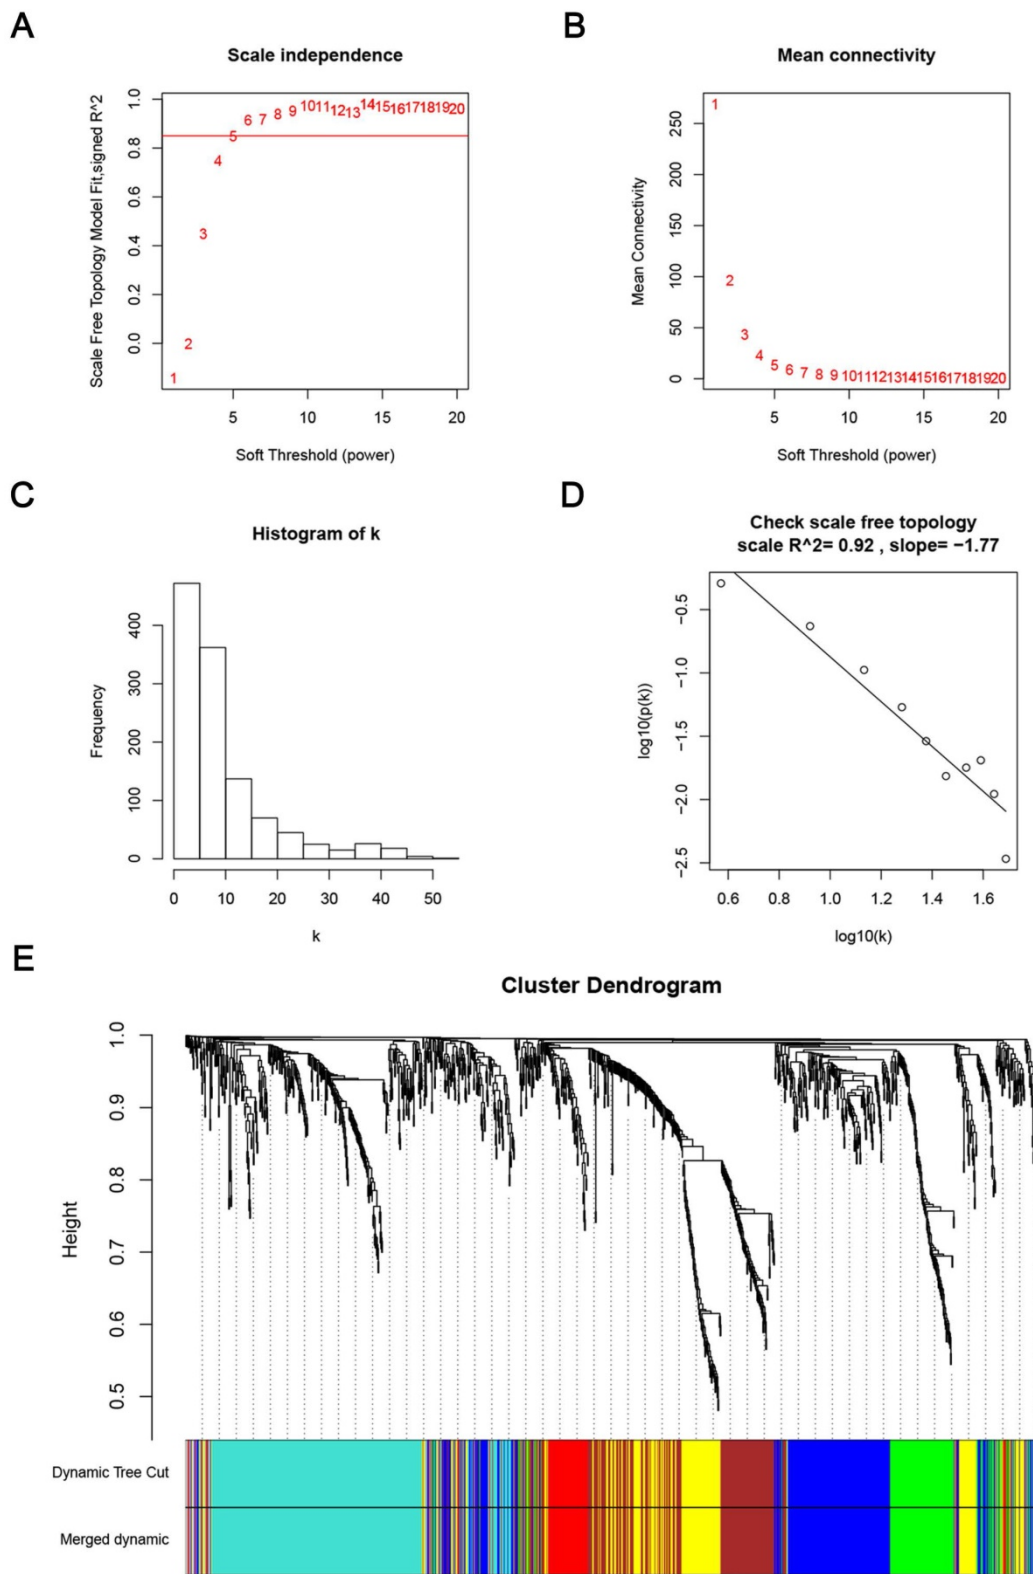 A
Scale independence
Scale Free Topology Model Fit,signed R^2
1.0
0.8
0.6
0.4
0.2
0.0
1 2 3 4 5 6 7 8 9 10 11 12 13 14 15 16 17 18 19 20
5 10 15 20
Soft Threshold (power)
B
Mean connectivity
Mean Connectivity
250
200
150
100
50
0
1 2 3 4 5 6 7 8 9 10 11 12 13 14 15 16 17 18 19 20
5 10 15 20
Soft Threshold (power)
C
Histogram of k
Frequency
400
300
200
100
0
0 10 20 30 40 50
k
D
Check scale free topology
scale R^2= 0.92 , slope= −1.77
log10(p(k))
−0.5
−1.0
−1.5
−2.0
−2.5
0.6 0.8 1.0 1.2 1.4 1.6
log10(k)
E
Cluster Dendrogram
Height
1.0
0.9
0.8
0.7
0.6
0.5
Dynamic Tree Cut
Merged dynamic